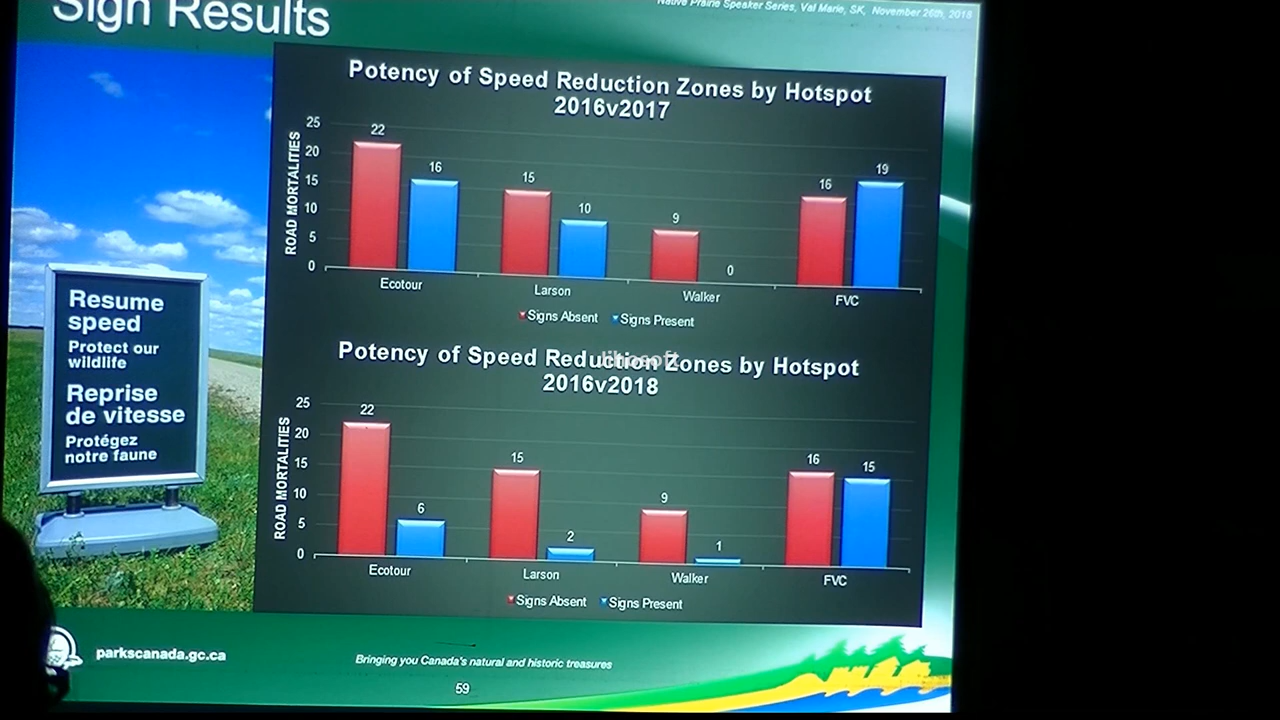 Native Prairie Speaker Series, Val Marie, SK, November 26th, 2018
Sign Results
Potency of Speed Reduction Zones by Hotspot
2016v2017
ROAD MORTALITIES
25
20
15
10
5
0
22
16
15
10
9
0
16
19
Ecotour
Larson
Walker
FVC
Signs Absent
Signs Present
Potency of Speed Reduction Zones by Hotspot
2016v2018
ROAD MORTALITIES
25
20
15
10
5
0
22
6
15
2
9
1
16
15
Ecotour
Larson
Walker
FVC
Signs Absent
Signs Present
Resume
speed
Protect our
wildlife
Reprise
de vitesse
Protégez
notre faune
parkscanada.gc.ca
Bringing you Canada's natural and historic treasures
59